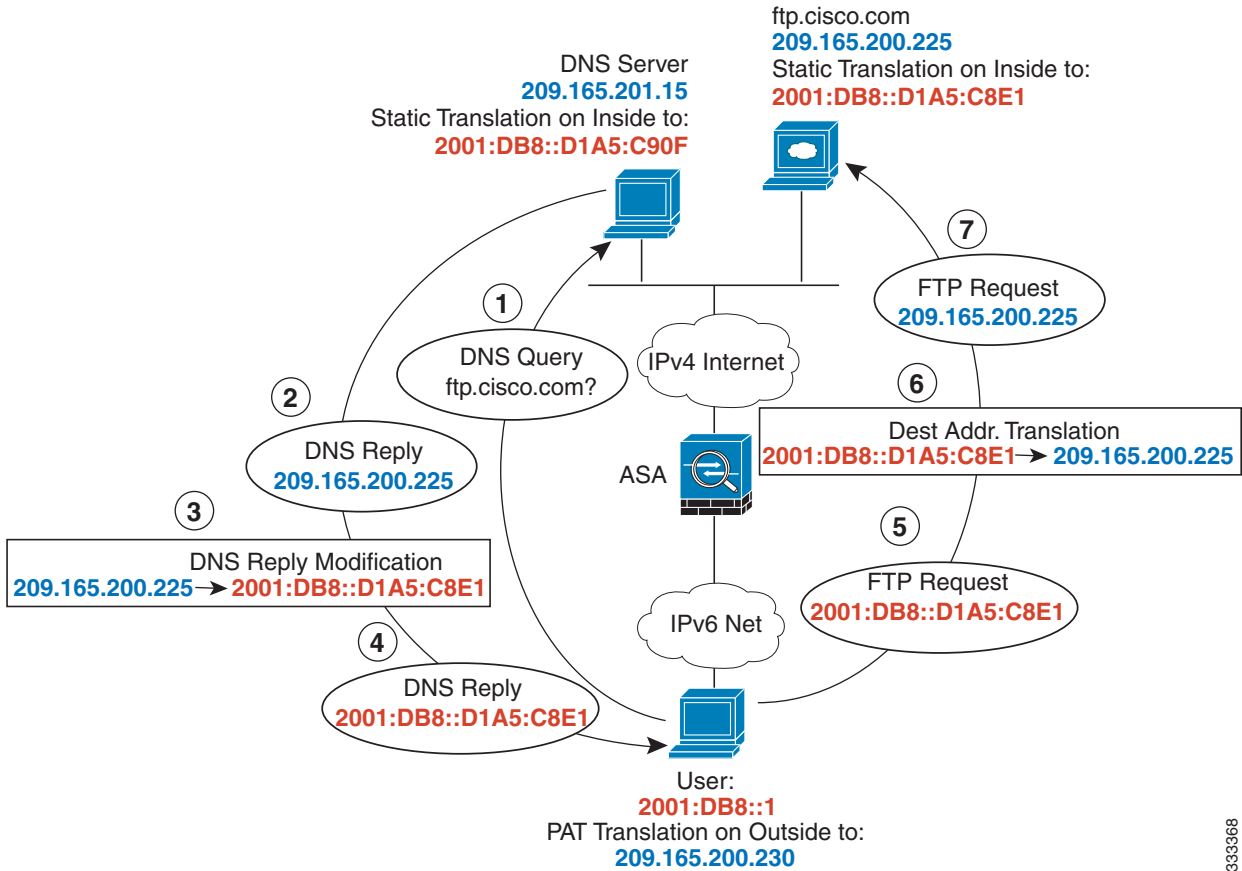 ftp.cisco.com
209.165.200.225
Static Translation on Inside to:
2001:DB8::D1A5:C8E1
DNS Server
209.165.201.15
Static Translation on Inside to:
2001:DB8::D1A5:C90F
7
FTP Request
209.165.200.225
1
DNS Query
ftp.cisco.com?
IPv4 Internet
2
DNS Reply
209.165.200.225
6
Dest Addr. Translation
2001:DB8::D1A5:C8E1 → 209.165.200.225
ASA
3
DNS Reply Modification
209.165.200.225 → 2001:DB8::D1A5:C8E1
5
FTP Request
2001:DB8::D1A5:C8E1
IPv6 Net
4
DNS Reply
2001:DB8::D1A5:C8E1
User:
2001:DB8::1
PAT Translation on Outside to:
209.165.200.230
333368